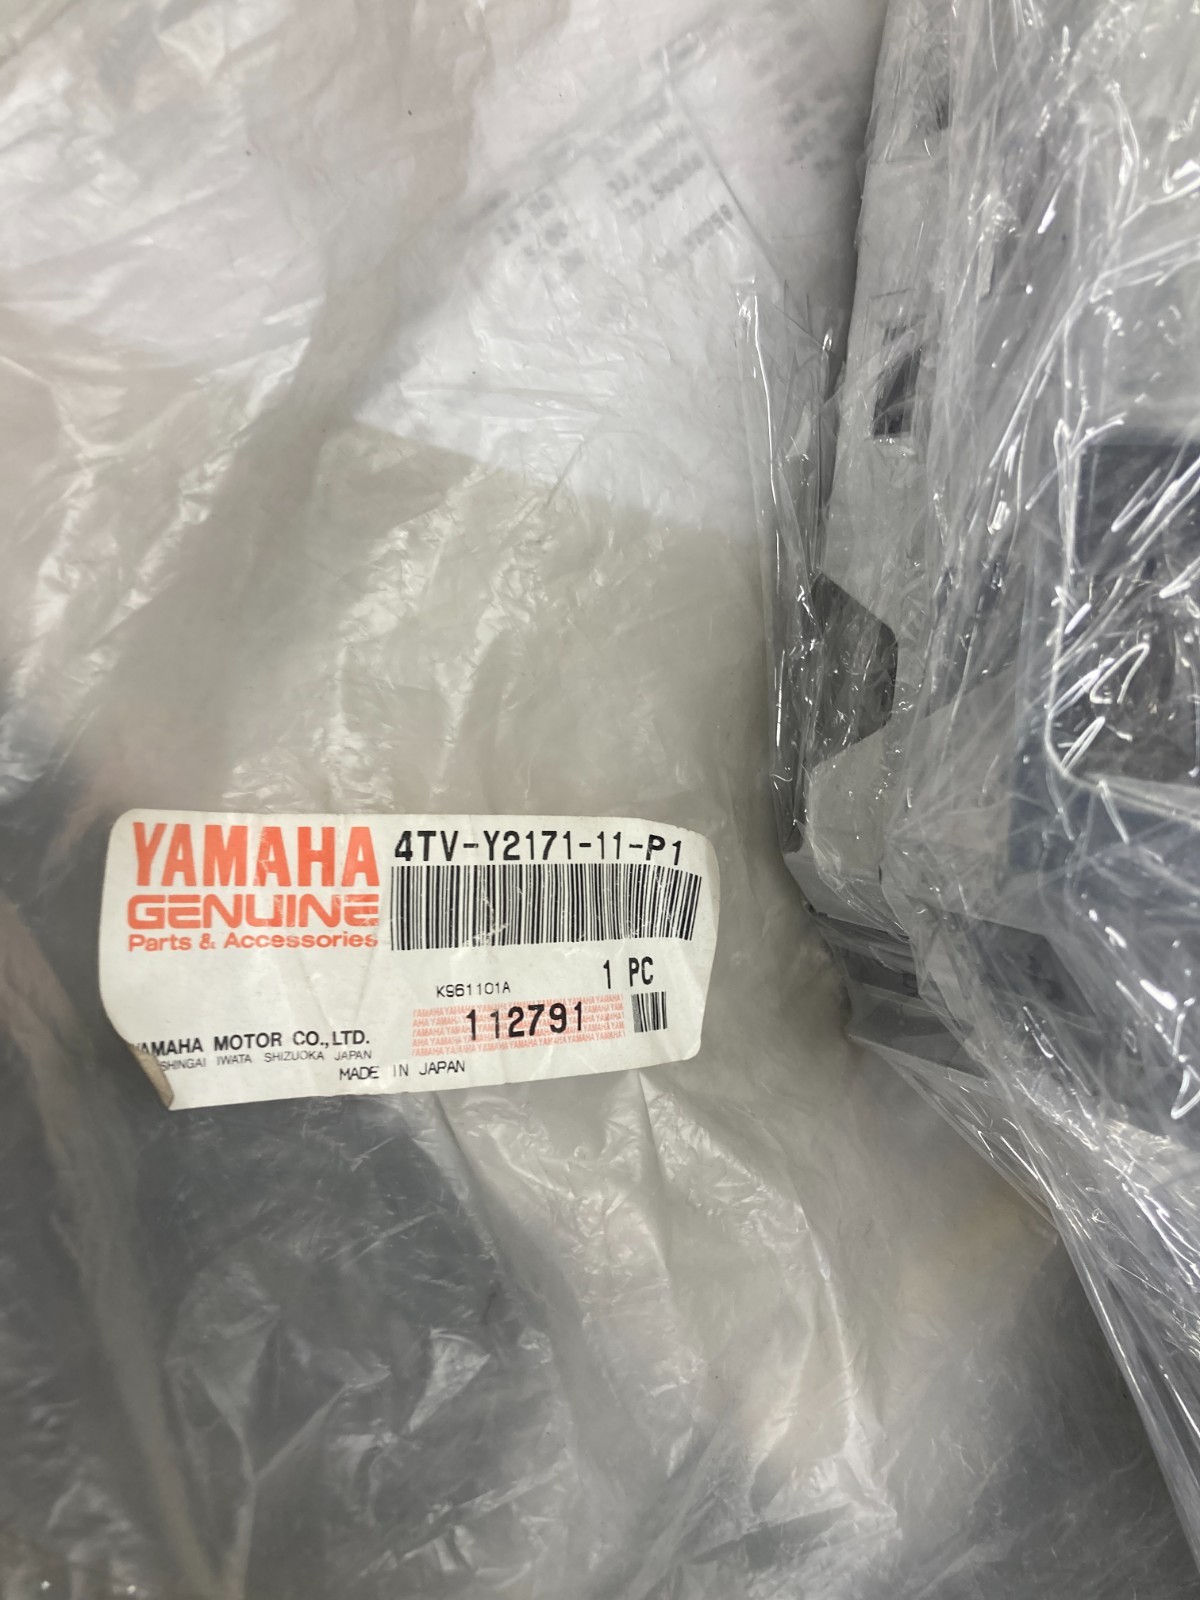 YAMAHA
GENUINE
Parts & Accessories
4TV-Y2171-11-P1
1 PC
K961101A
112791
YAMAHA MOTOR CO.,LTD.
SHINGAI IWATA SHIZUOKA JAPAN
MADE IN JAPAN